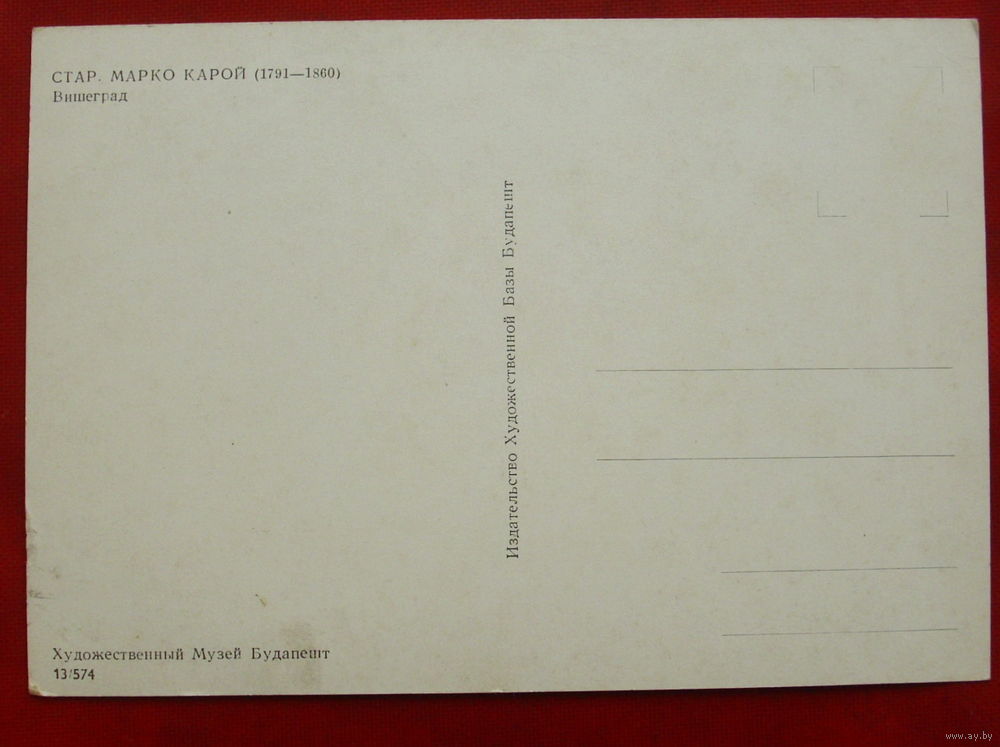 СТАР. МАРКО КАРОЙ (1791—1860)
Вишеград
Издательство Художественной Базы Будапешт
Художественный Музей Будапешт
13/574
www.ay.by